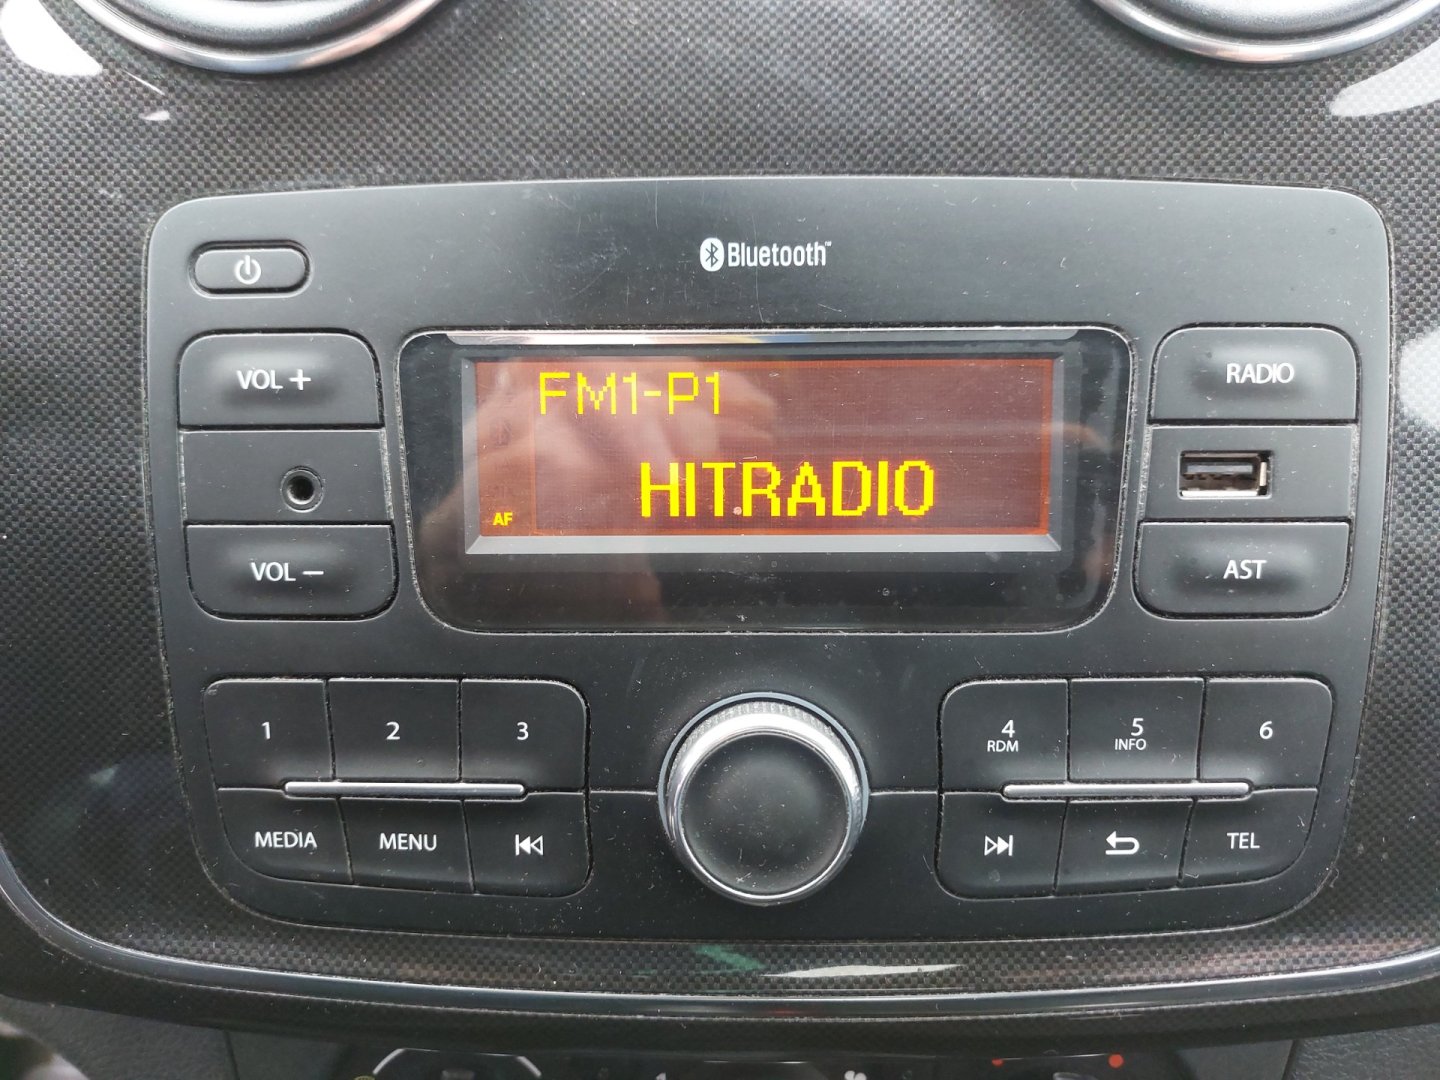 Bluetooth™
VOL +
RADIO
FM1-P1
HITRADIO
AF
VOL −
AST
1
2
3
4
RDM
5
INFO
6
MEDIA
MENU
TEL